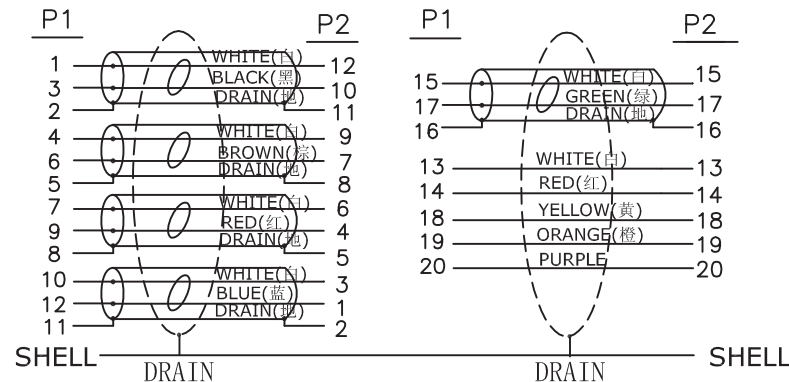 P1 P2
1 WHITE(白) 12
3 BLACK(黑) 10
2 DRAIN(地) 11
4 WHITE(白) 9
6 BROWN(棕) 7
5 DRAIN(地) 8
7 WHITE(白) 6
9 RED(红) 4
8 DRAIN(地) 5
10 WHITE(白) 3
12 BLUE(蓝) 1
11 DRAIN(地) 2
P1 P2
15 WHITE(白) 15
17 GREEN(绿) 17
16 DRAIN(地) 16
13 WHITE(白) 13
14 RED(红) 14
18 YELLOW(黄) 18
19 ORANGE(橙) 19
20 PURPLE 20
SHELL SHELL
DRAIN DRAIN